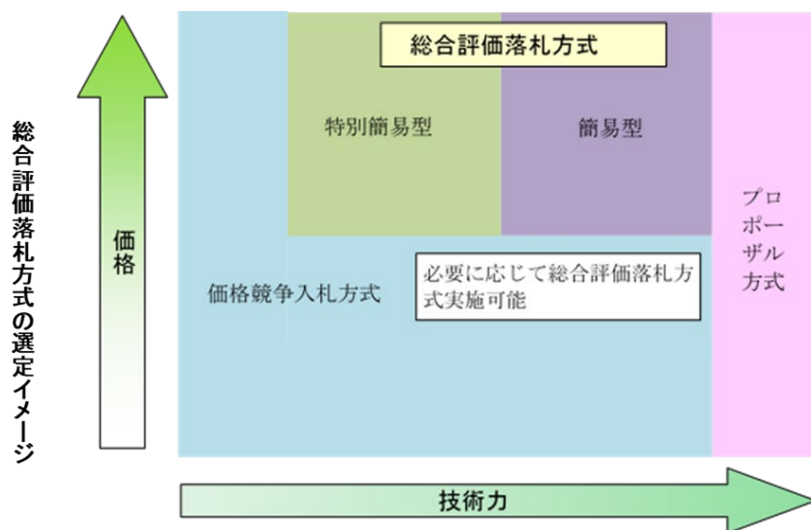 総合評価落札方式の選定イメージ
価格
総合評価落札方式
特別簡易型
簡易型
価格競争入札方式
必要に応じて総合評価落札方
式実施可能
プロ
ポー
ザル
方式
技術力